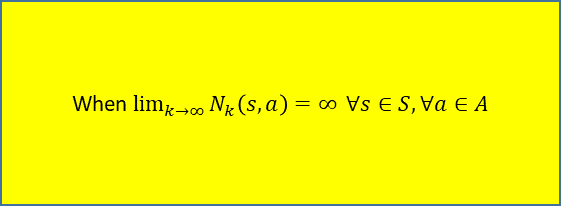 When lim_{k→∞} N_k(s, a) = ∞ ∀s ∈ S, ∀a ∈ A